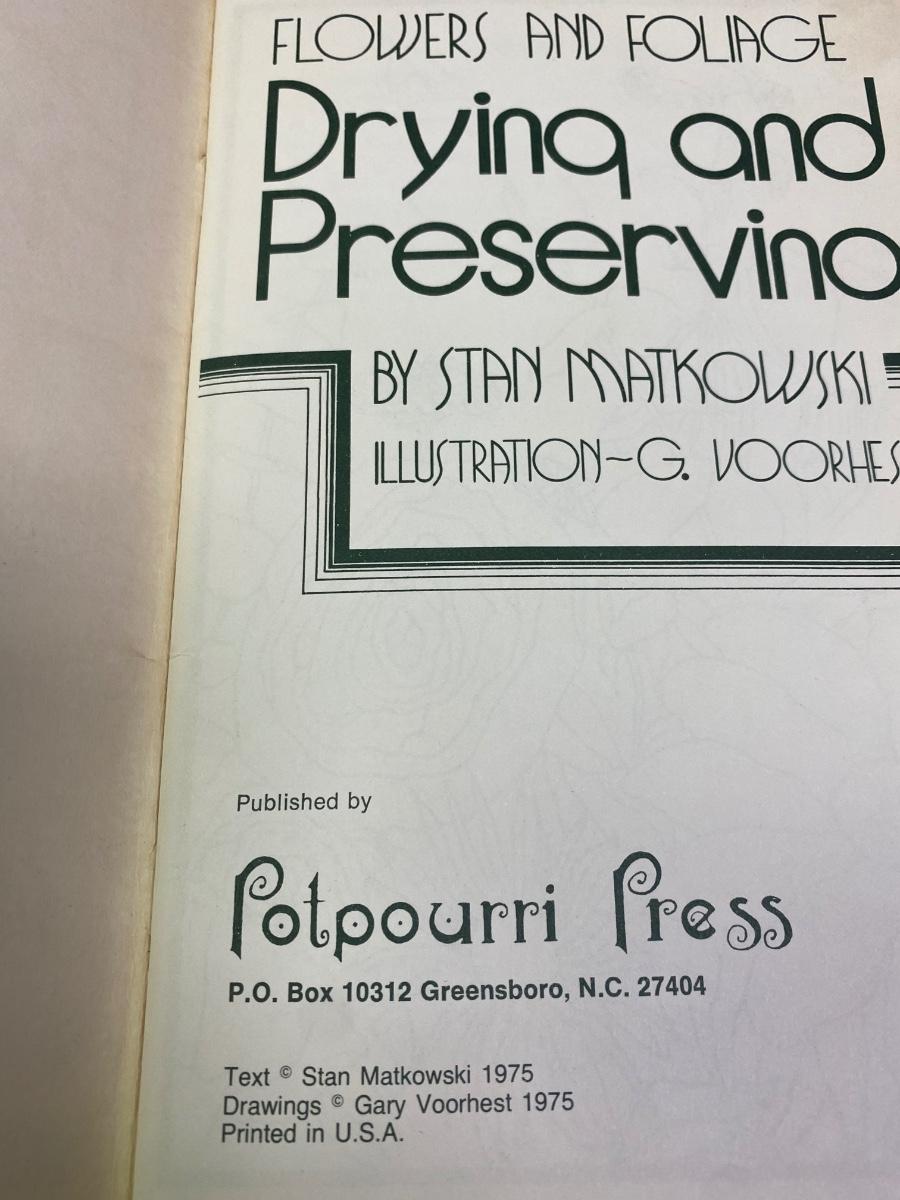 FLOWERS AND FOLIAGE
Drying and
Preserving
BY STAN MATKOWSKI
ILLUSTRATION~G. VOORHES
Published by
Potpourri Press
P.O. Box 10312 Greensboro, N.C. 27404
Text © Stan Matkowski 1975
Drawings © Gary Voorhest 1975
Printed in U.S.A.